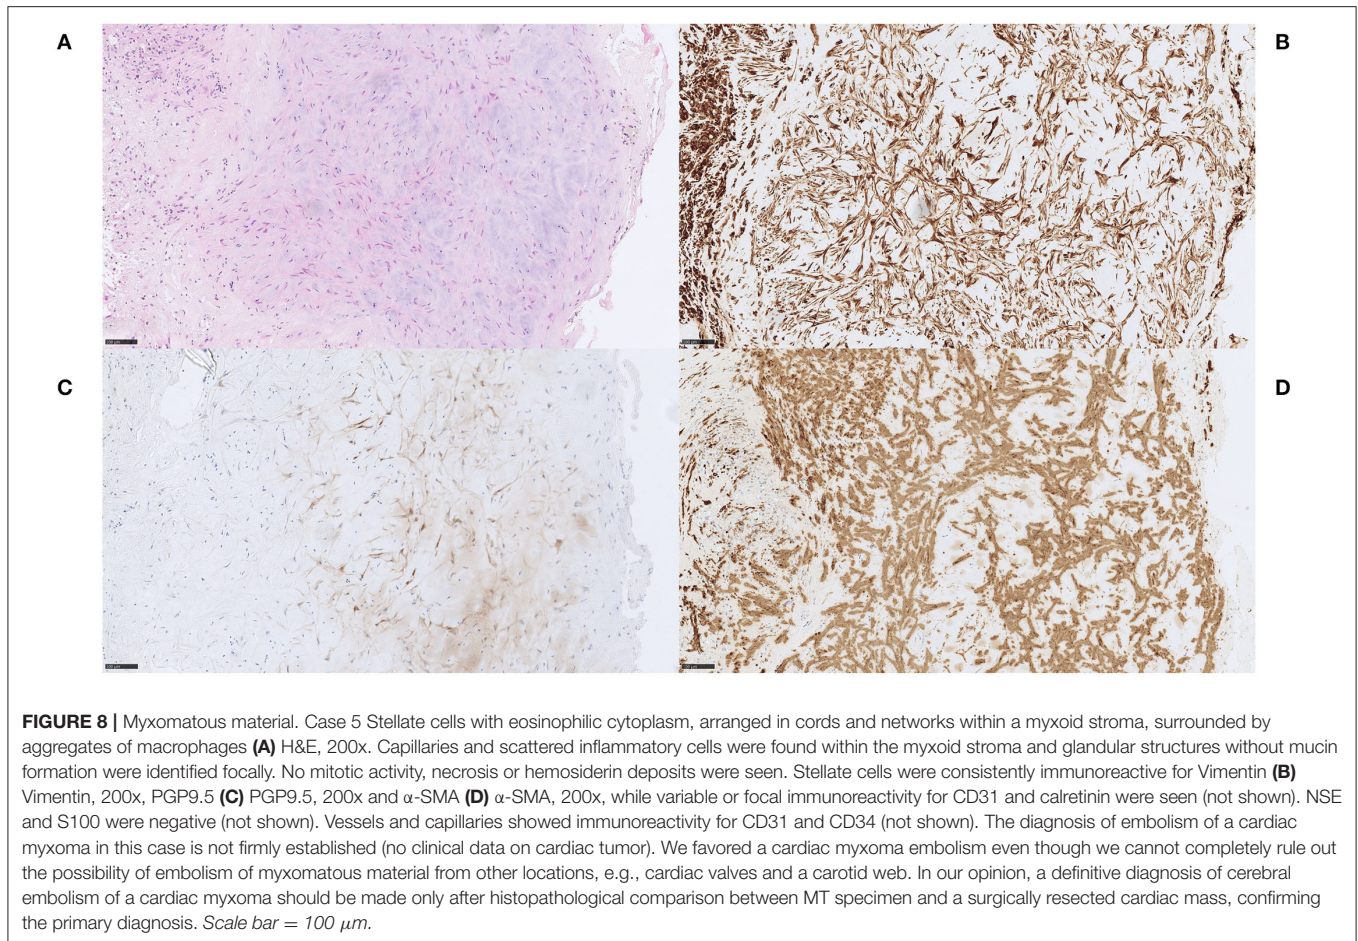 A
B
100 µm
100 µm
C
D
100 µm
100 µm
FIGURE 8 | Myxomatous material. Case 5 Stellate cells with eosinophilic cytoplasm, arranged in cords and networks within a myxoid stroma, surrounded by
aggregates of macrophages (A) H&E, 200x. Capillaries and scattered inflammatory cells were found within the myxoid stroma and glandular structures without mucin
formation were identified focally. No mitotic activity, necrosis or hemosiderin deposits were seen. Stellate cells were consistently immunoreactive for Vimentin (B)
Vimentin, 200x, PGP9.5 (C) PGP9.5, 200x and α-SMA (D) α-SMA, 200x, while variable or focal immunoreactivity for CD31 and calretinin were seen (not shown). NSE
and S100 were negative (not shown). Vessels and capillaries showed immunoreactivity for CD31 and CD34 (not shown). The diagnosis of embolism of a cardiac
myxoma in this case is not firmly established (no clinical data on cardiac tumor). We favored a cardiac myxoma embolism even though we cannot completely rule out
the possibility of embolism of myxomatous material from other locations, e.g., cardiac valves and a carotid web. In our opinion, a definitive diagnosis of cerebral
embolism of a cardiac myxoma should be made only after histopathological comparison between MT specimen and a surgically resected cardiac mass, confirming
the primary diagnosis. Scale bar = 100 µm.